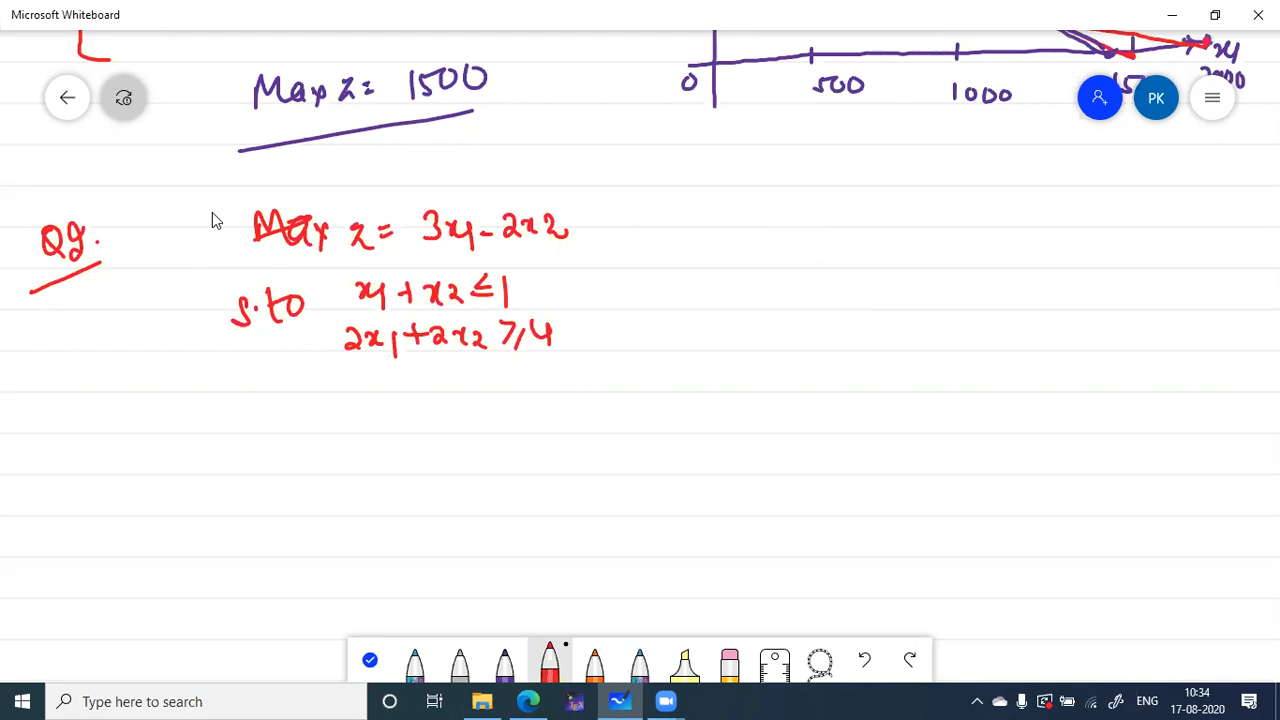 Microsoft Whiteboard
Max Z = 1500
0 500 1000 x1
PK
Q2.
Max Z = 3x1 - 2x2
S.to x1 + x2 ≤ 1
2x1 + 2x2 ≥ 4
Type here to search
ENG
10:34
17-08-2020